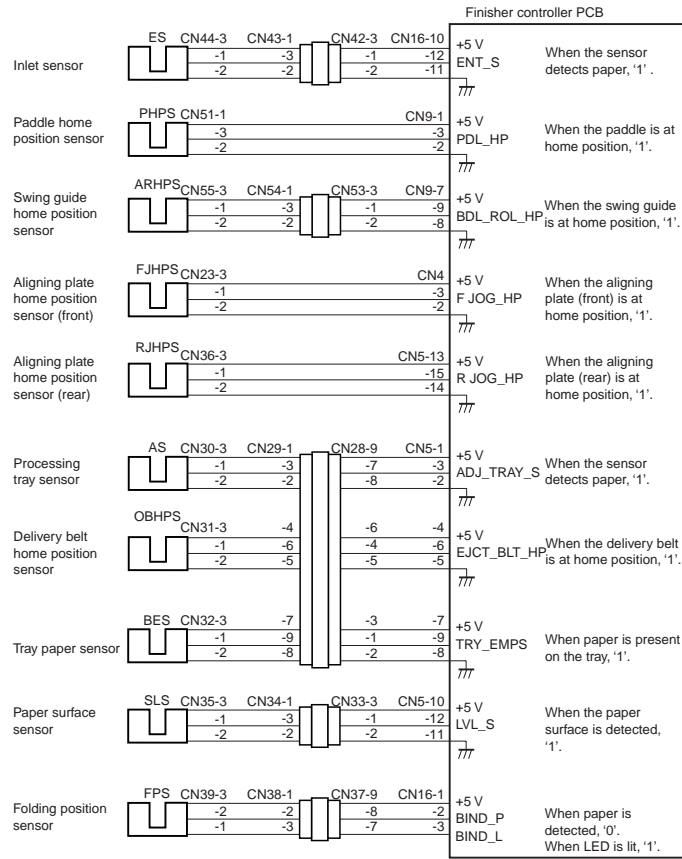 Finisher controller PCB
Inlet sensor
ES CN44-3 CN43-1 CN42-3 CN16-10 +5 V
-1 -3 -1 -12 ENT_S
-2 -2 -2 -11
When the sensor
detects paper, ‘1’ .
Paddle home
position sensor
PHPS CN51-1 CN9-1 +5 V
-3 -3 PDL_HP
-2 -2
When the paddle is at
home position, ‘1’.
Swing guide
home position
sensor
ARHPS CN55-3 CN54-1 CN53-3 CN9-7 +5 V
-1 -3 -1 -9 BDL_ROL_HP
-2 -2 -2 -8
When the swing guide
is at home position, ‘1’.
Aligning plate
home position
sensor (front)
FJHPS CN23-3 CN4 +5 V
-1 -3 F JOG_HP
-2 -2
When the aligning
plate (front) is at
home position, ‘1’.
Aligning plate
home position
sensor (rear)
RJHPS CN36-3 CN5-13 +5 V
-1 -15 R JOG_HP
-2 -14
When the aligning
plate (rear) is at
home position, ‘1’.
Processing
tray sensor
AS CN30-3 CN29-1 CN28-9 CN5-1 +5 V
-1 -3 -7 -3 ADJ_TRAY_S
-2 -2 -8 -2
When the sensor
detects paper, ‘1’.
Delivery belt
home position
sensor
OBHPS
CN31-3 -4 -6 -4 +5 V
-1 -6 -4 -6 EJCT_BLT_HP
-2 -5 -5 -5
When the delivery belt
is at home position, ‘1’.
Tray paper sensor
BES CN32-3 -7 -3 -7 +5 V
-1 -9 -1 -9 TRY_EMPS
-2 -8 -2 -8
When paper is present
on the tray, ‘1’.
Paper surface
sensor
SLS CN35-3 CN34-1 CN33-3 CN5-10 +5 V
-1 -3 -1 -12 LVL_S
-2 -2 -2 -11
When the paper
surface is detected,
‘1’.
Folding position
sensor
FPS CN39-3 CN38-1 CN37-9 CN16-1 +5 V
-2 -2 -8 -2 BIND_P
-1 -3 -7 -3 BIND_L
When paper is
detected, ‘0’.
When LED is lit, ‘1’.